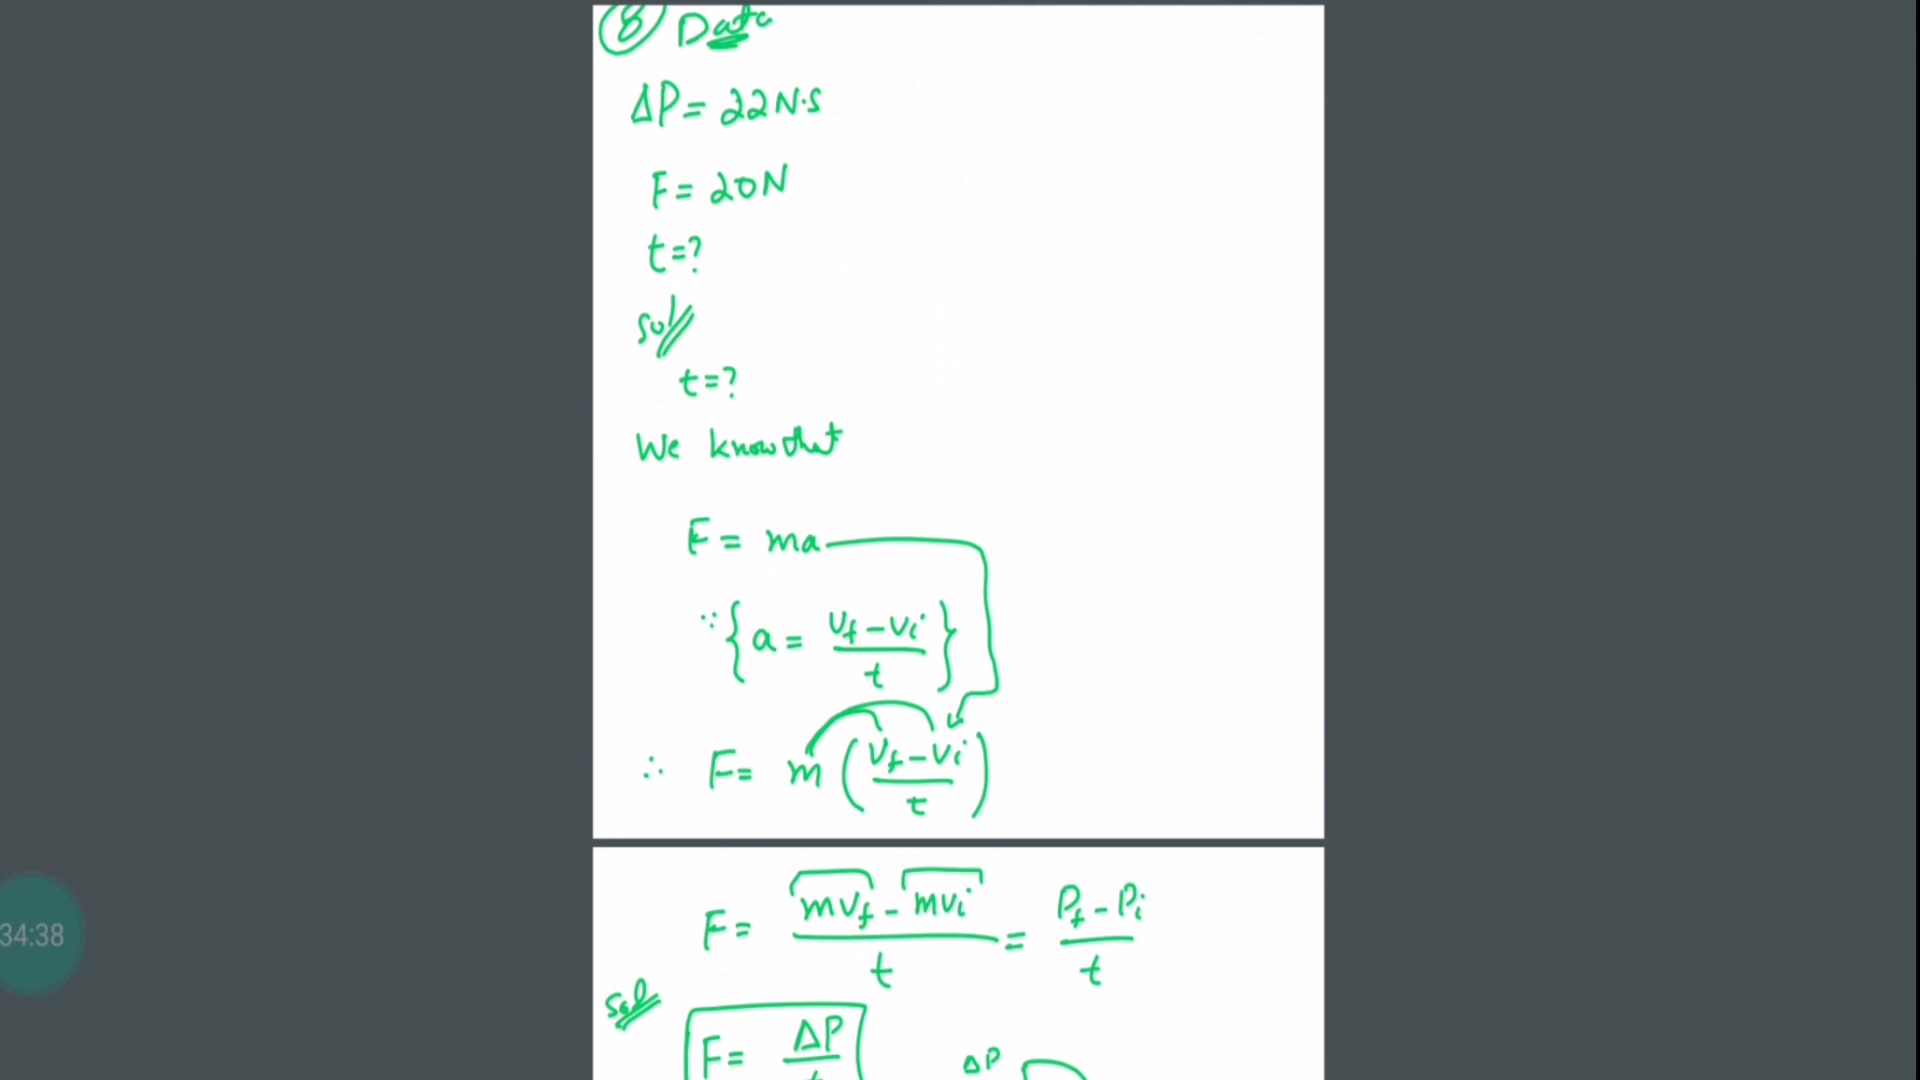 ⑧ Data
ΔP = 22N·S
F = 20N
t = ?
sol
t = ?
We know that
F = ma
∵ { a = (vf - vi) / t }
∴ F = m ( (vf - vi) / t )
F = (mvf - mvi) / t = (Pf - Pi) / t
34:38
Sol
F = ΔP / t
ΔP